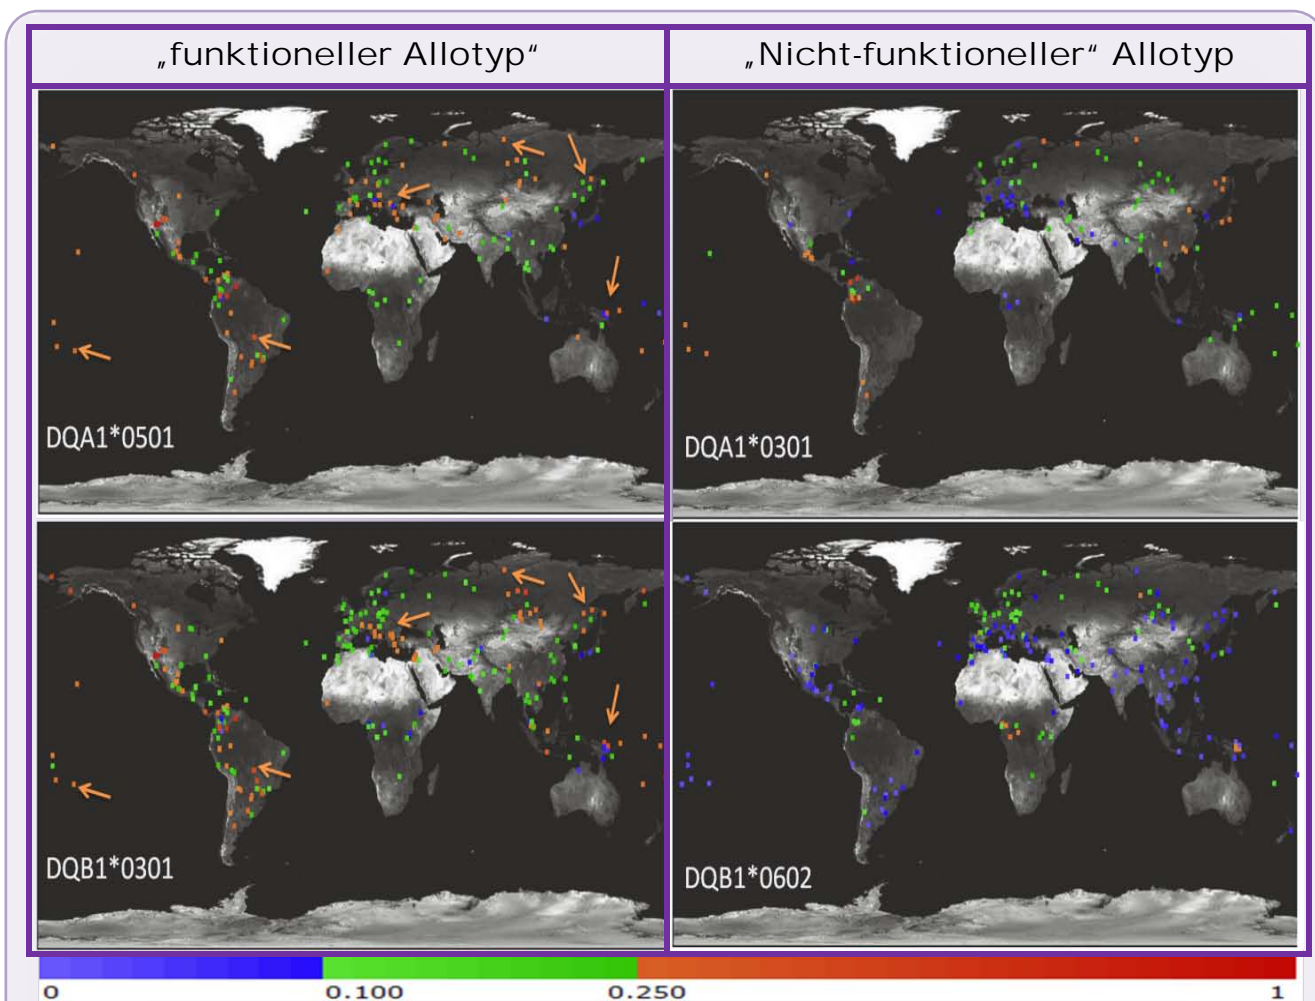 „funktioneller Allotyp“
„Nicht-funktioneller“ Allotyp
DQA1*0501
DQA1*0301
DQB1*0301
DQB1*0602
0 0.100 0.250 1